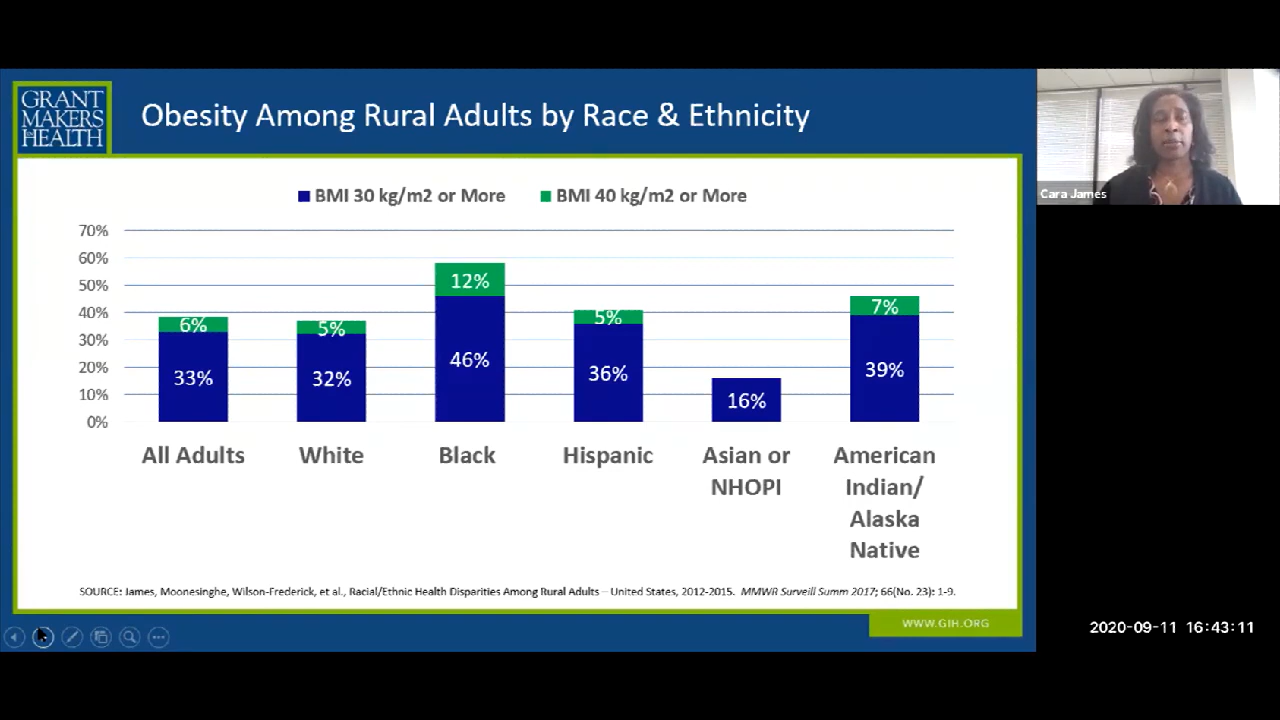 GRANT
MAKERS
IN
HEALTH
Obesity Among Rural Adults by Race & Ethnicity
Cara James
BMI 30 kg/m2 or More BMI 40 kg/m2 or More
70%
60%
50%
40%
30%
20%
10%
0%
6% 5% 12% 5% 7%
33% 32% 46% 36% 16% 39%
All Adults White Black Hispanic Asian or NHOPI American Indian/ Alaska Native
SOURCE: James, Moonesinghe, Wilson-Frederick, et al., Racial/Ethnic Health Disparities Among Rural Adults – United States, 2012-2015. MMWR Surveill Summ 2017; 66(No. 23): 1-9.
WWW.GIH.ORG
2020-09-11 16:43:11